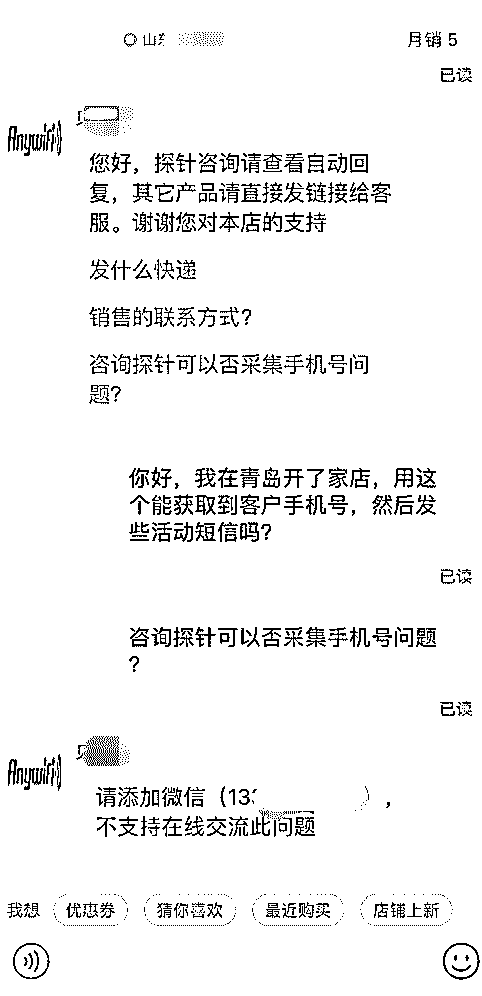 山东
月销 5
已读
Anywifi
您好，探针咨询请查看自动回
复，其它产品请直接发链接给客
服。谢谢您对本店的支持
发什么快递
销售的联系方式？
咨询探针可以否采集手机号问
题？
你好，我在青岛开了家店，用这
个能获取到客户手机号，然后发
些活动短信吗？
已读
咨询探针可以否采集手机号问题
？
已读
Anywifi
请添加微信（13），
不支持在线交流此问题
我想 优惠券 猜你喜欢 最近购买 店铺上新